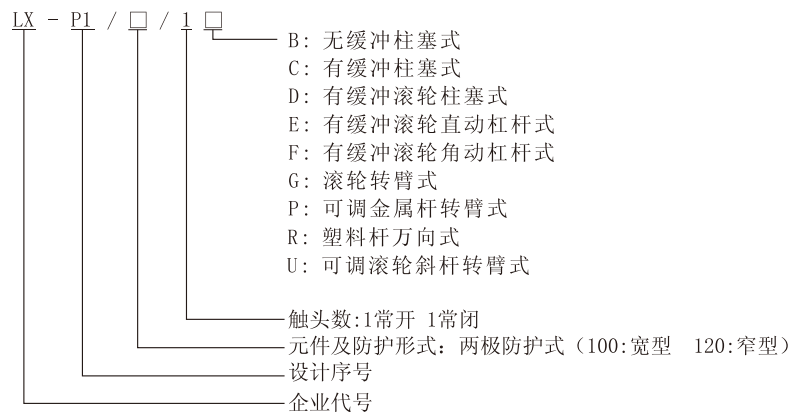 LX - P1 / □ / 1 □
B: 无缓冲柱塞式
C: 有缓冲柱塞式
D: 有缓冲滚轮柱塞式
E: 有缓冲滚轮直动杠杆式
F: 有缓冲滚轮角动杠杆式
G: 滚轮转臂式
P: 可调金属杆转臂式
R: 塑料杆万向式
U: 可调滚轮斜杆转臂式
触头数:1常开 1常闭
元件及防护形式: 两极防护式（100:宽型 120:窄型）
设计序号
企业代号